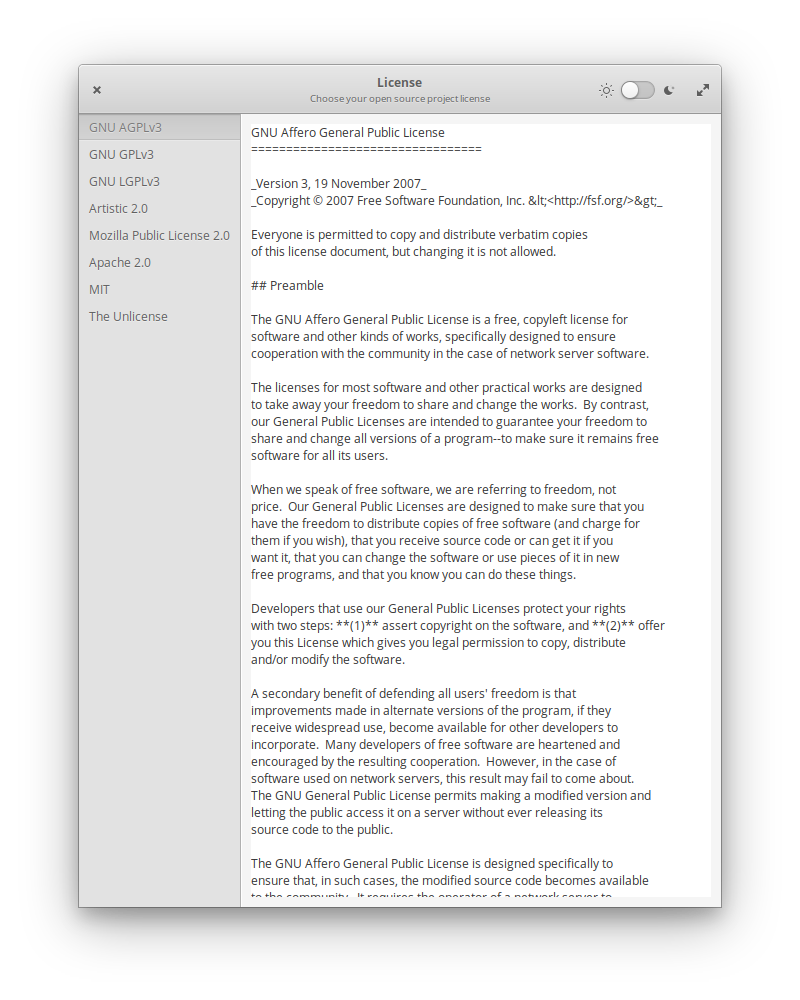 License
Choose your open source project license
GNU AGPLv3
GNU GPLv3
GNU LGPLv3
Artistic 2.0
Mozilla Public License 2.0
Apache 2.0
MIT
The Unlicense
GNU Affero General Public License
=================================
_Version 3, 19 November 2007_
_Copyright © 2007 Free Software Foundation, Inc. &lt;<http://fsf.org/>&gt;_
Everyone is permitted to copy and distribute verbatim copies
of this license document, but changing it is not allowed.
## Preamble
The GNU Affero General Public License is a free, copyleft license for
software and other kinds of works, specifically designed to ensure
cooperation with the community in the case of network server software.
The licenses for most software and other practical works are designed
to take away your freedom to share and change the works.  By contrast,
our General Public Licenses are intended to guarantee your freedom to
share and change all versions of a program--to make sure it remains free
software for all its users.
When we speak of free software, we are referring to freedom, not
price.  Our General Public Licenses are designed to make sure that you
have the freedom to distribute copies of free software (and charge for
them if you wish), that you receive source code or can get it if you
want it, that you can change the software or use pieces of it in new
free programs, and that you know you can do these things.
Developers that use our General Public Licenses protect your rights
with two steps: **(1)** assert copyright on the software, and **(2)** offer
you this License which gives you legal permission to copy, distribute
and/or modify the software.
A secondary benefit of defending all users' freedom is that
improvements made in alternate versions of the program, if they
receive widespread use, become available for other developers to
incorporate.  Many developers of free software are heartened and
encouraged by the resulting cooperation.  However, in the case of
software used on network servers, this result may fail to come about.
The GNU General Public License permits making a modified version and
letting the public access it on a server without ever releasing its
source code to the public.
The GNU Affero General Public License is designed specifically to
ensure that, in such cases, the modified source code becomes available
to the community.  It requires the operator of a network server to